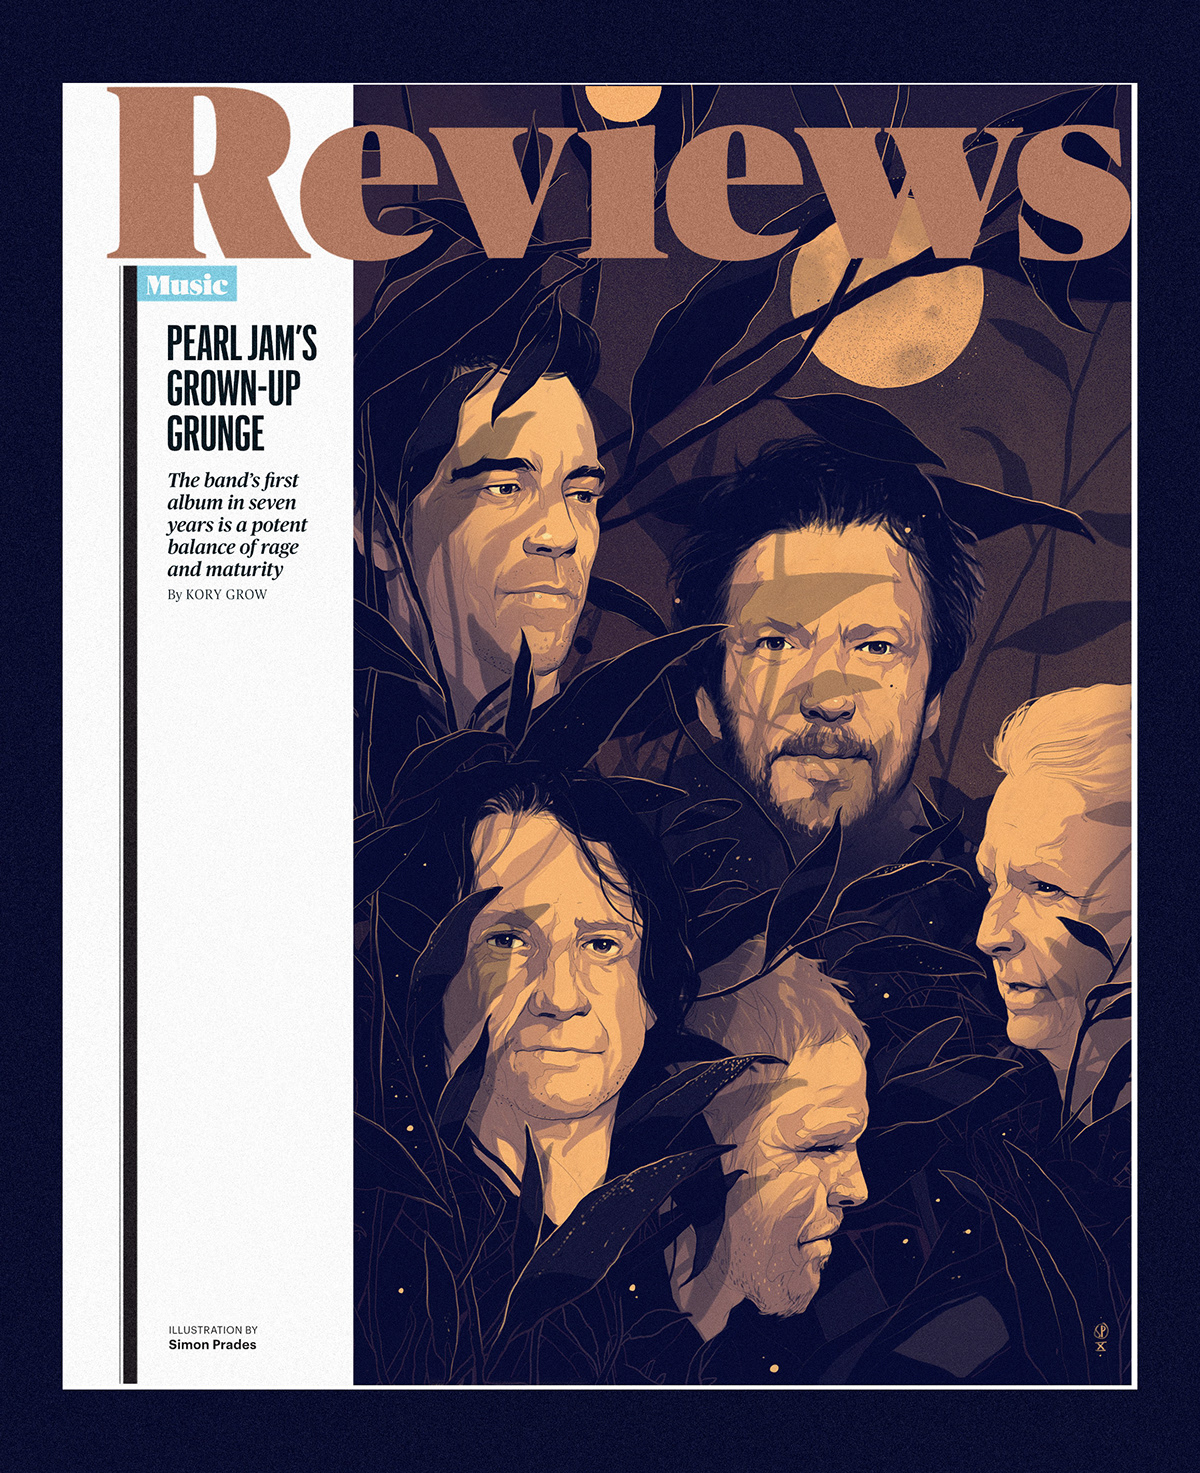 Reviews
Music
PEARL JAM'S
GROWN-UP
GRUNGE
The band's first
album in seven
years is a potent
balance of rage
and maturity
By KORY GROW
ILLUSTRATION BY
Simon Prades
SP
X